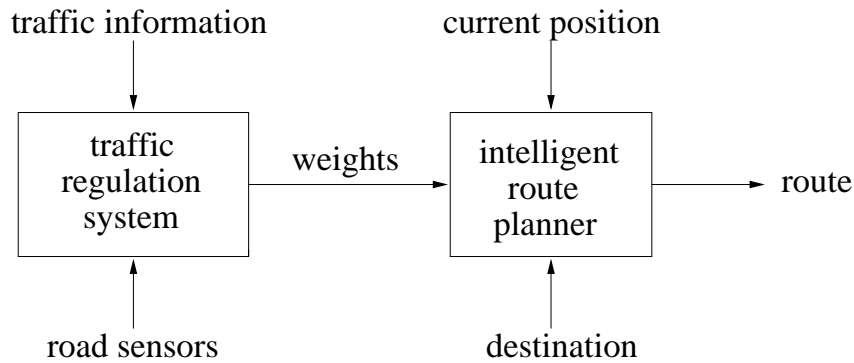 traffic information
current position
traffic
regulation
system
weights
intelligent
route
planner
route
road sensors
destination